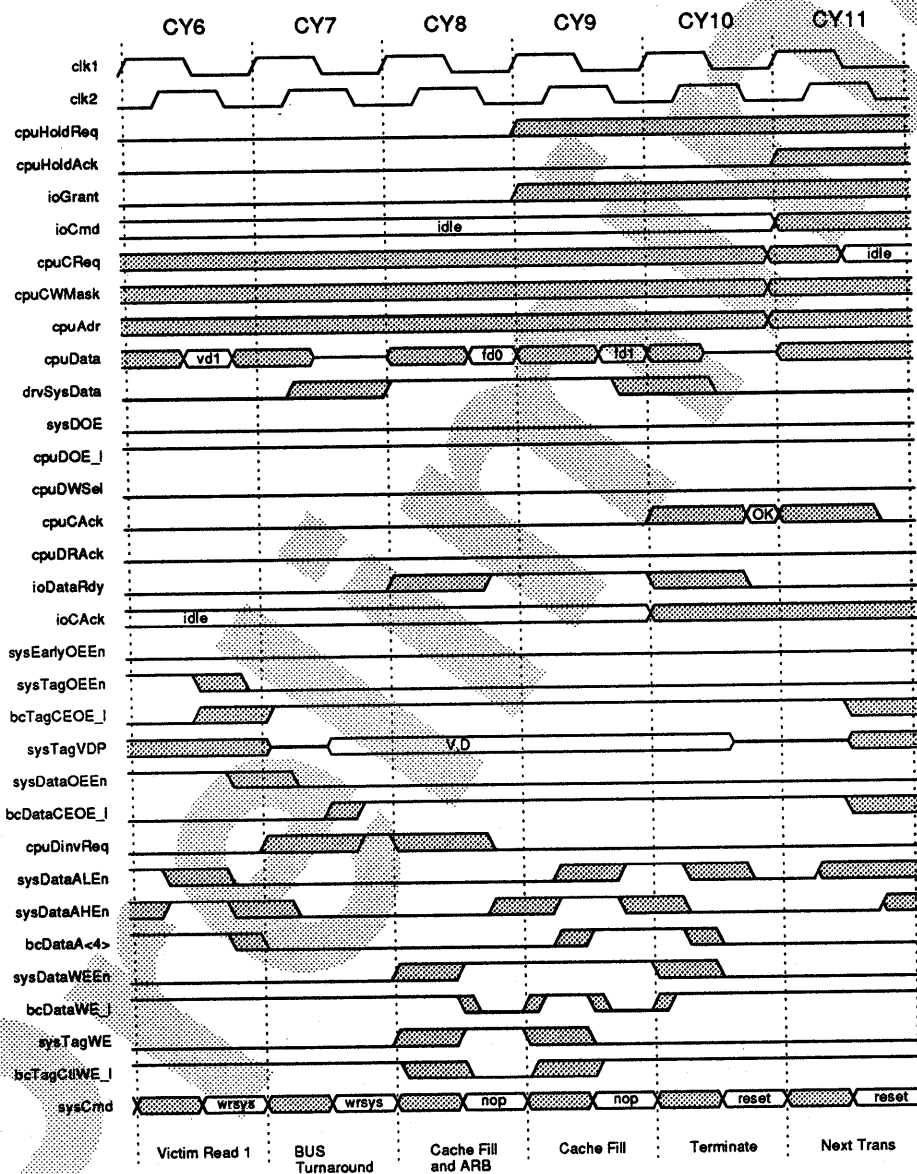 CY6 CY7 CY8 CY9 CY10 CY11
clk1
clk2
cpuHoldReq
cpuHoldAck
ioGrant
ioCmd idle
cpuCReq idle
cpuCWMask
cpuAdr
cpuData vd1 fd0 fd1
drvSysData
sysDOE
cpuDOE_l
cpuDWSel
cpuCAck OK
cpuDRAck
ioDataRdy
ioCAck idle
sysEarlyOEEn
sysTagOEEn
bcTagCEOE_l
sysTagVDP V,D
sysDataOEEn
bcDataCEOE_l
cpuDinvReq
sysDataALEn
sysDataAHEn
bcDataA<4>
sysDataWEEn
bcDataWE_l
sysTagWE
bcTagCtlWE_l
sysCmd wrsys wrsys nop nop reset reset
Victim Read 1 BUS Cache Fill Cache Fill Terminate Next Trans
Turnaround and ARB